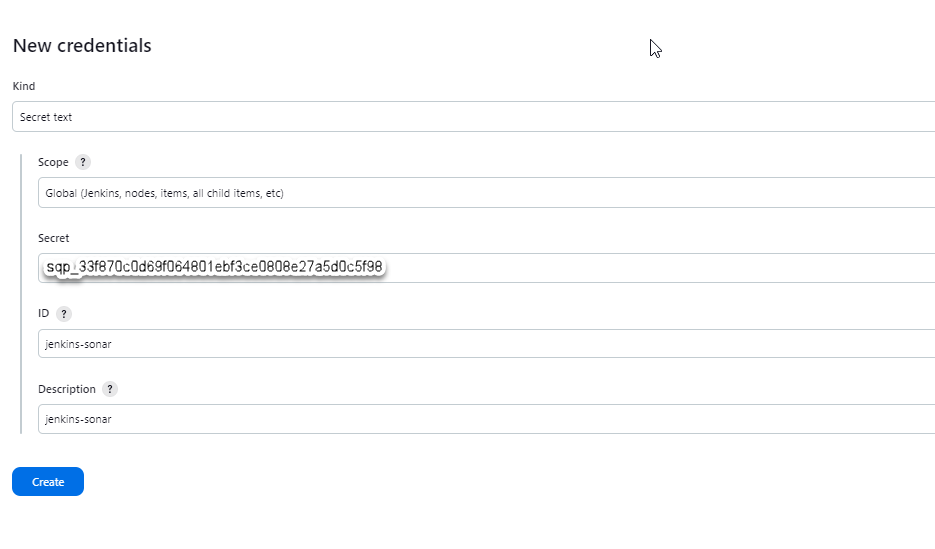 New credentials
Kind
Secret text
Scope ?
Global (Jenkins, nodes, items, all child items, etc)
Secret
sqp_33f870c0d69f064801ebf3ce0808e27a5d0c5f98
ID ?
jenkins-sonar
Description ?
jenkins-sonar
Create